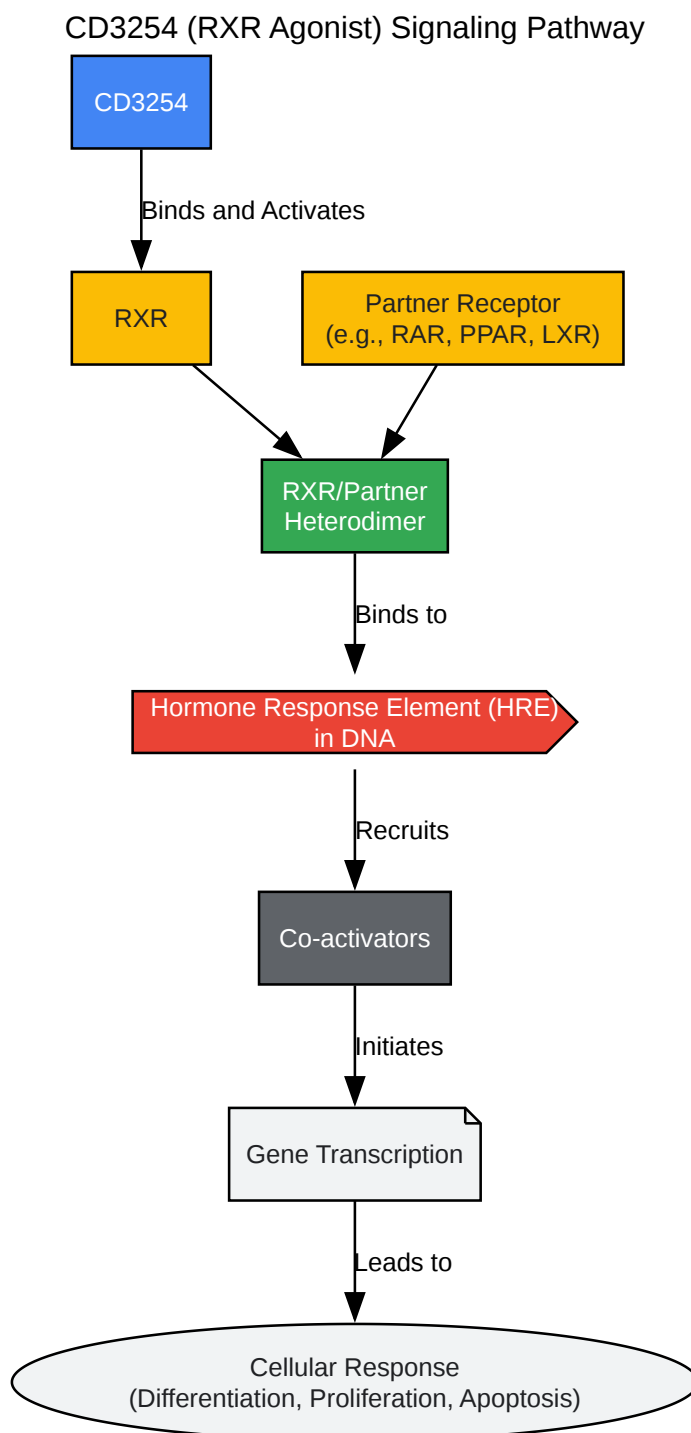 CD3254 (RXR Agonist) Signaling Pathway
CD3254
Binds and Activates
RXR
Partner Receptor
(e.g., RAR, PPAR, LXR)
RXR/Partner
Heterodimer
Binds to
Hormone Response Element (HRE)
in DNA
Recruits
Co-activators
Initiates
Gene Transcription
Leads to
Cellular Response
(Differentiation, Proliferation, Apoptosis)